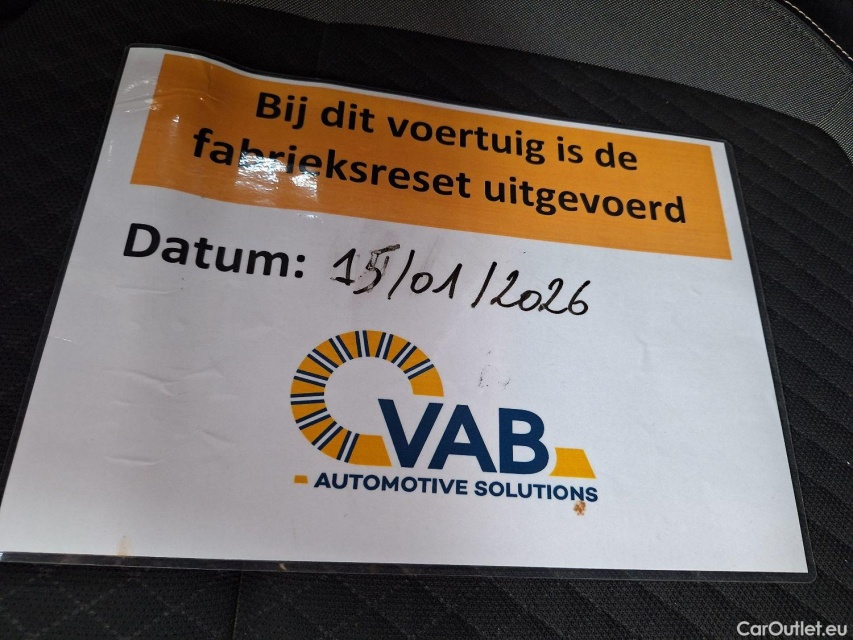 Bij dit voertuig is de
fabrieksreset uitgevoerd
Datum: 15/01/2026
VAB
AUTOMOTIVE SOLUTIONS
CarOutlet.eu